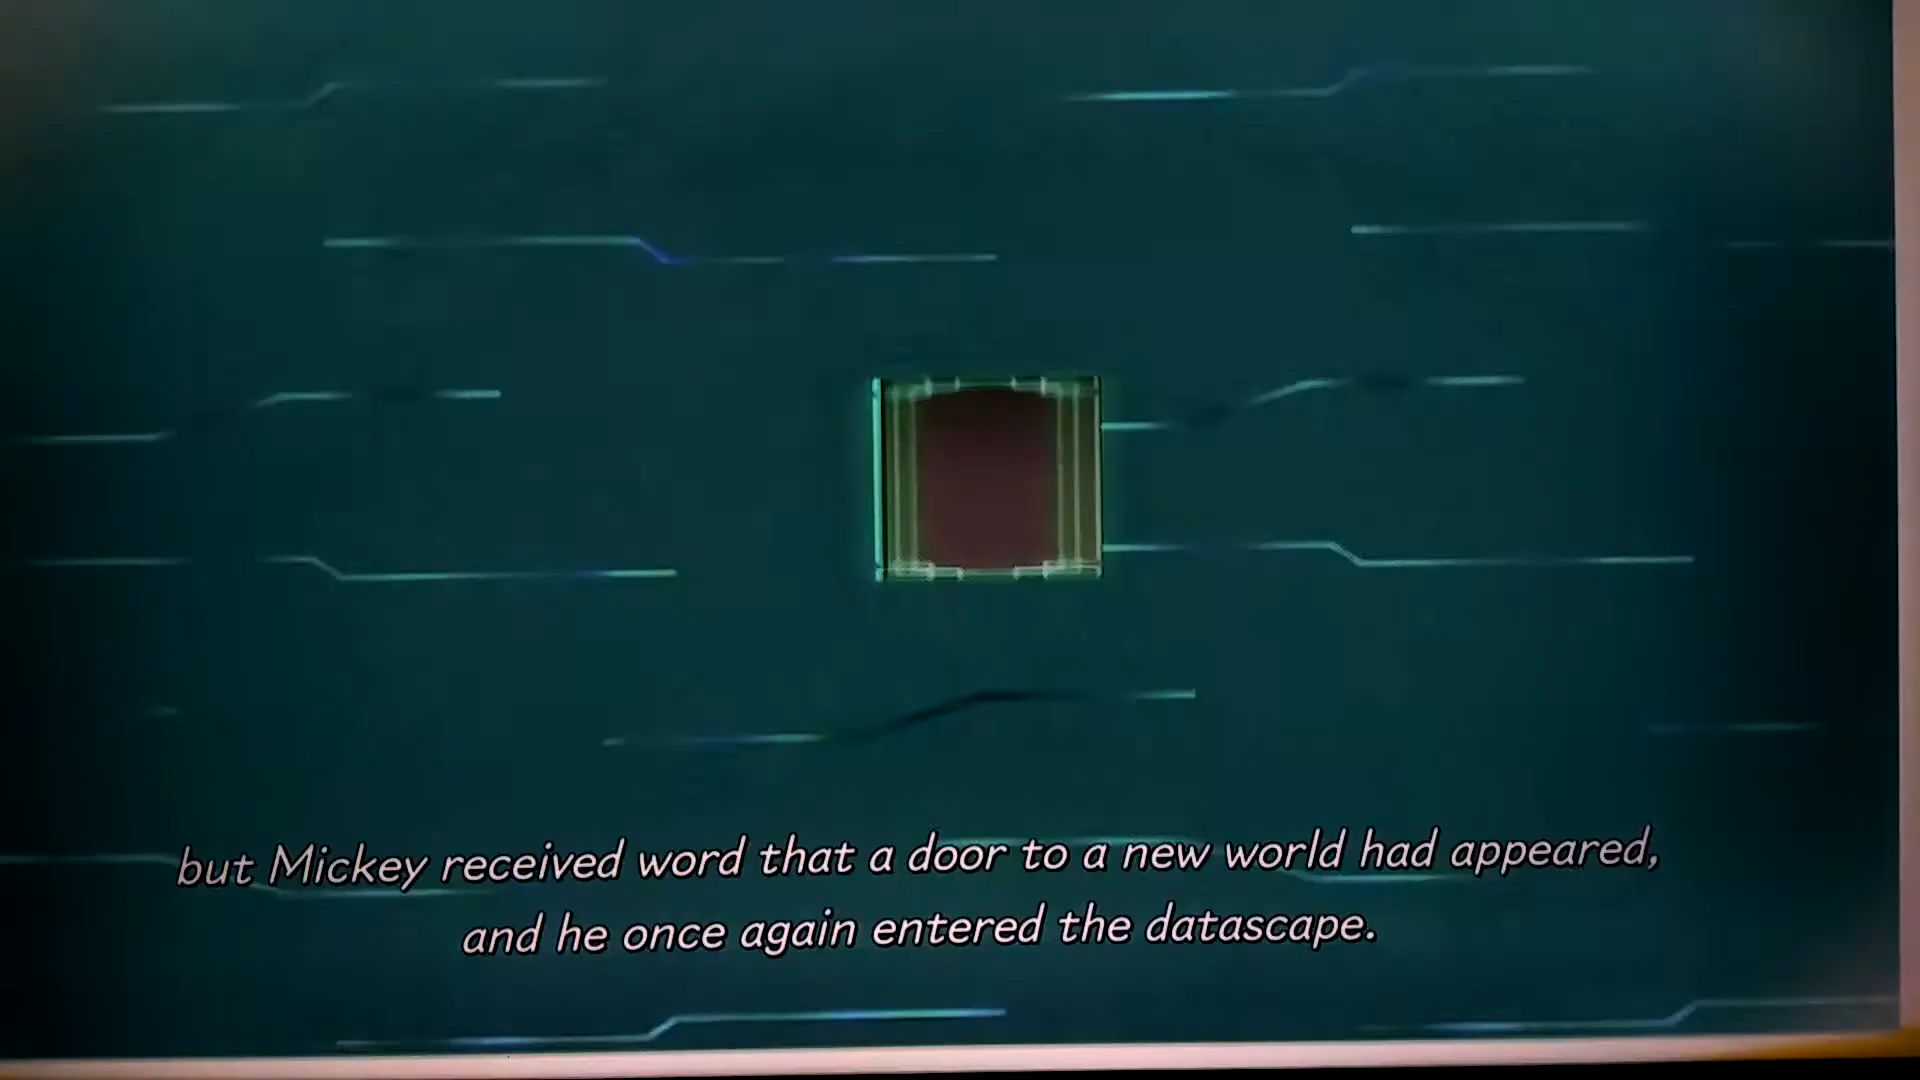 but Mickey received word that a door to a new world had appeared,
and he once again entered the datascape.